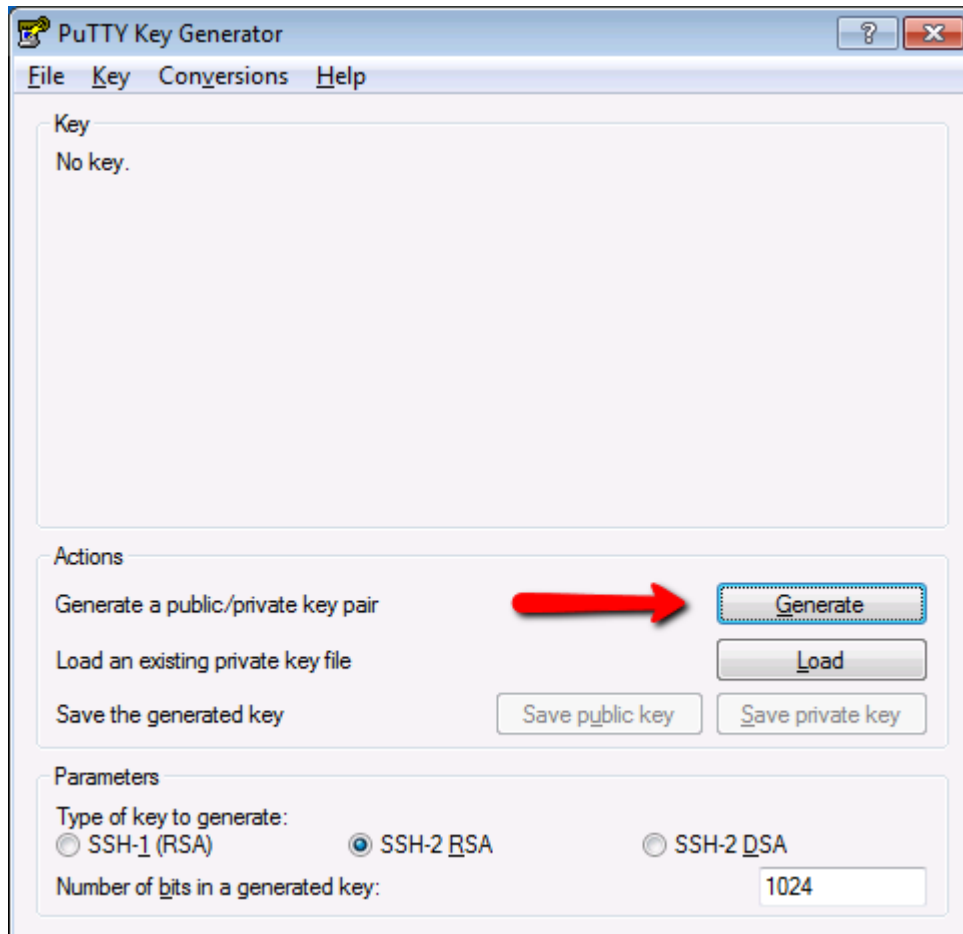 PuTTY Key Generator
File Key Conversions Help
Key
No key.
Actions
Generate a public/private key pair Generate
Load an existing private key file Load
Save the generated key Save public key Save private key
Parameters
Type of key to generate:
SSH-1 (RSA) SSH-2 RSA SSH-2 DSA
Number of bits in a generated key: 1024